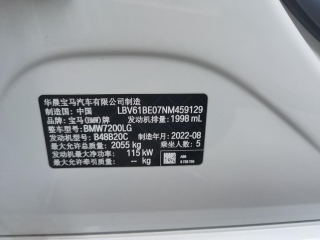 华晨宝马汽车有限公司制造
制造国：中国 LBV61BE07NM459129
品牌：宝马(BMW)牌 发动机排量：1998 mL
整车型号：BMW7200LG
发动机型号：B48B20C 制造年月：2022-08
最大允许总质量：2055 kg 乘坐人数：5
发动机最大净功率：115 kW
最大允许牵引质量：-- kg